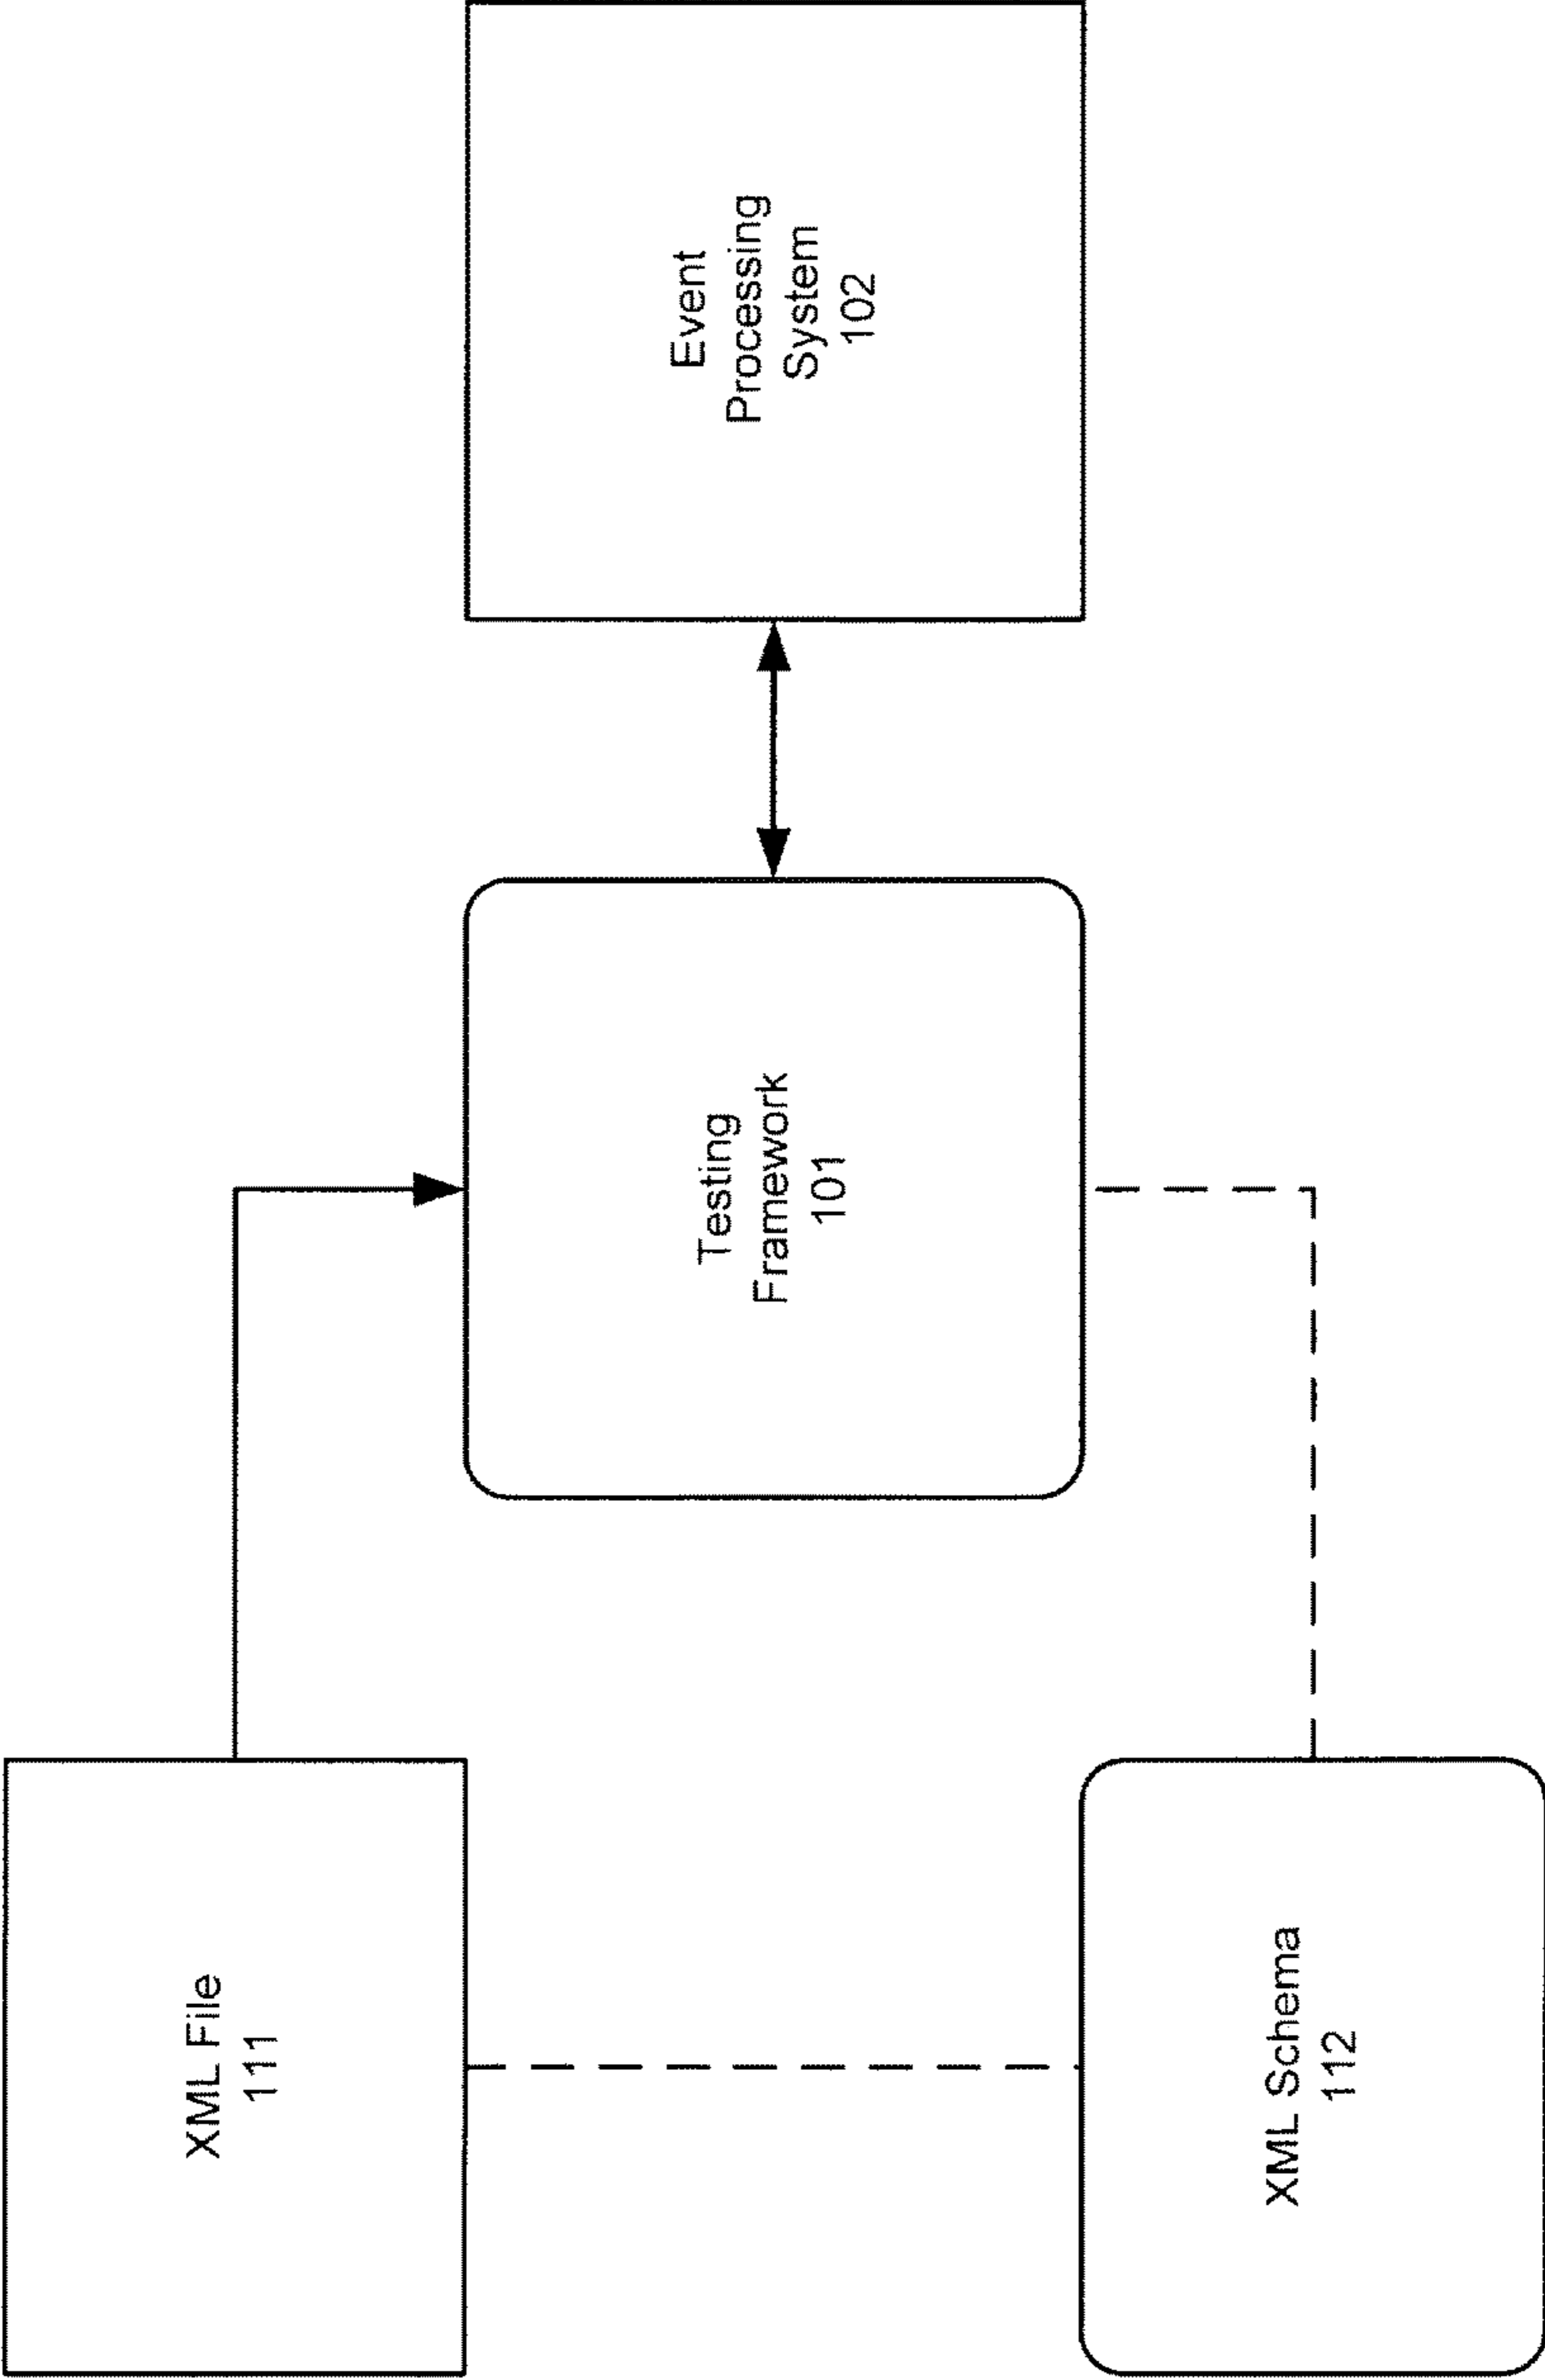 XML File
111
XML Schema
112
Testing
Framework
101
Event
Processing
System
102